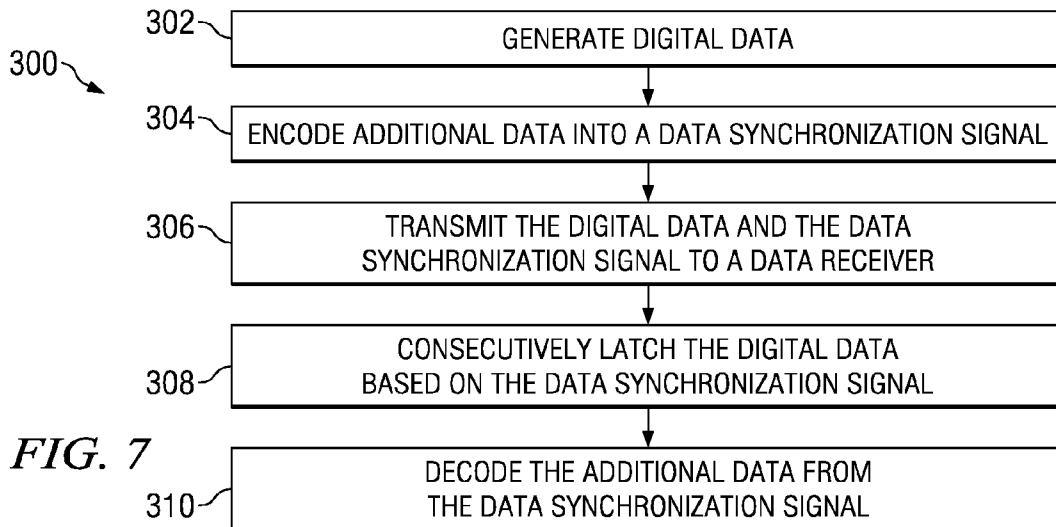 302
GENERATE DIGITAL DATA
300
304
ENCODE ADDITIONAL DATA INTO A DATA SYNCHRONIZATION SIGNAL
306
TRANSMIT THE DIGITAL DATA AND THE DATA
SYNCHRONIZATION SIGNAL TO A DATA RECEIVER
308
CONSECUTIVELY LATCH THE DIGITAL DATA
BASED ON THE DATA SYNCHRONIZATION SIGNAL
FIG. 7
310
DECODE THE ADDITIONAL DATA FROM
THE DATA SYNCHRONIZATION SIGNAL